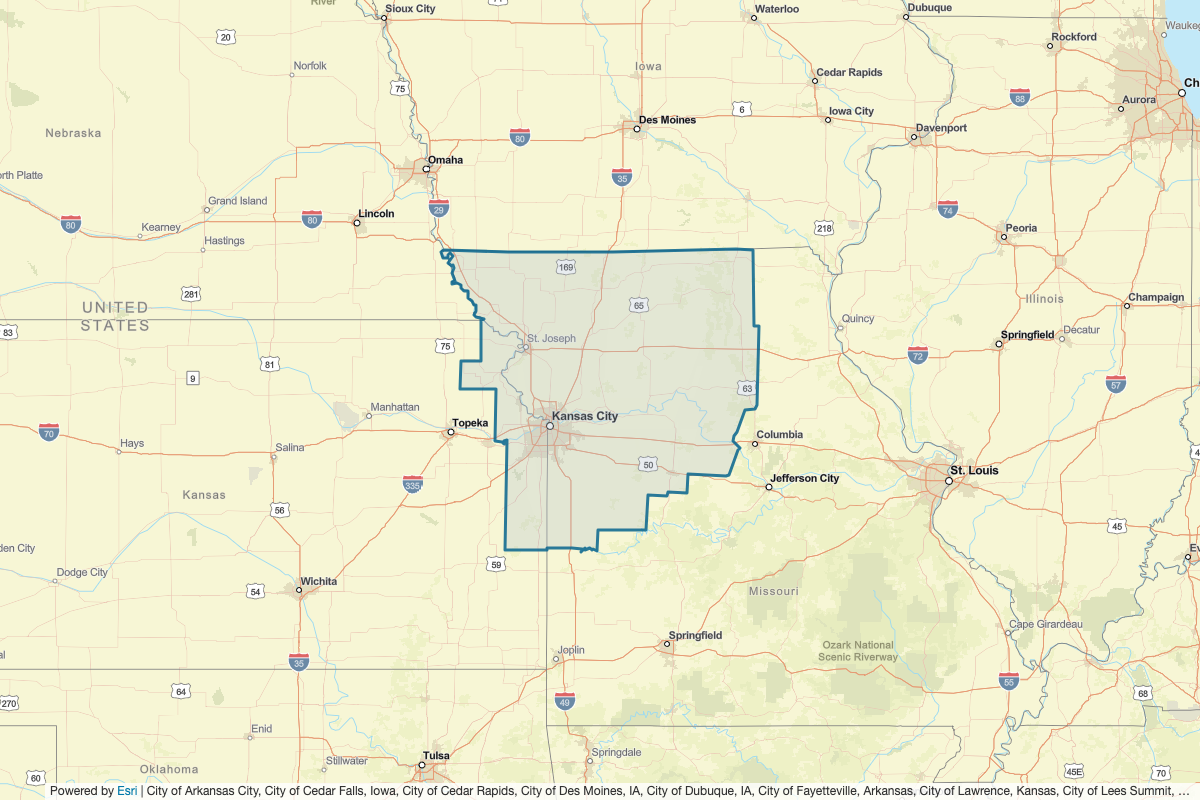 River
Sioux City
71
Waterloo
Dubuque
Waukeg
20
Rockford
Norfolk
Iowa
Cedar Rapids
75
Ch
88
Aurora
6
Iowa City
Nebraska
Des Moines
80
Davenport
Omaha
35
orth Platte
29
Grand Island
74
Lincoln
80
80
Kearney
218
Peoria
Hastings
169
281
Illinois
Champaign
65
UNITED
STATES
Quincy
83
Springfield
Decatur
St. Joseph
75
72
81
9
63
57
Manhattan
Kansas City
Topeka
70
Columbia
Hays
Salina
50
St. Louis
Jefferson City
335
Kansas
56
45
den City
Ev
59
Dodge City
Wichita
54
Missouri
Cape Girardeau
Springfield
Joplin
Ozark National
Scenic Riverway
al
35
55
64
68
270
49
Enid
Springdale
Tulsa
Stillwater
Oklahoma
60
45E
70
Powered by Esri | City of Arkansas City, City of Cedar Falls, Iowa, City of Cedar Rapids, City of Des Moines, IA, City of Dubuque, IA, City of Fayetteville, Arkansas, City of Lawrence, Kansas, City of Lees Summit, ...